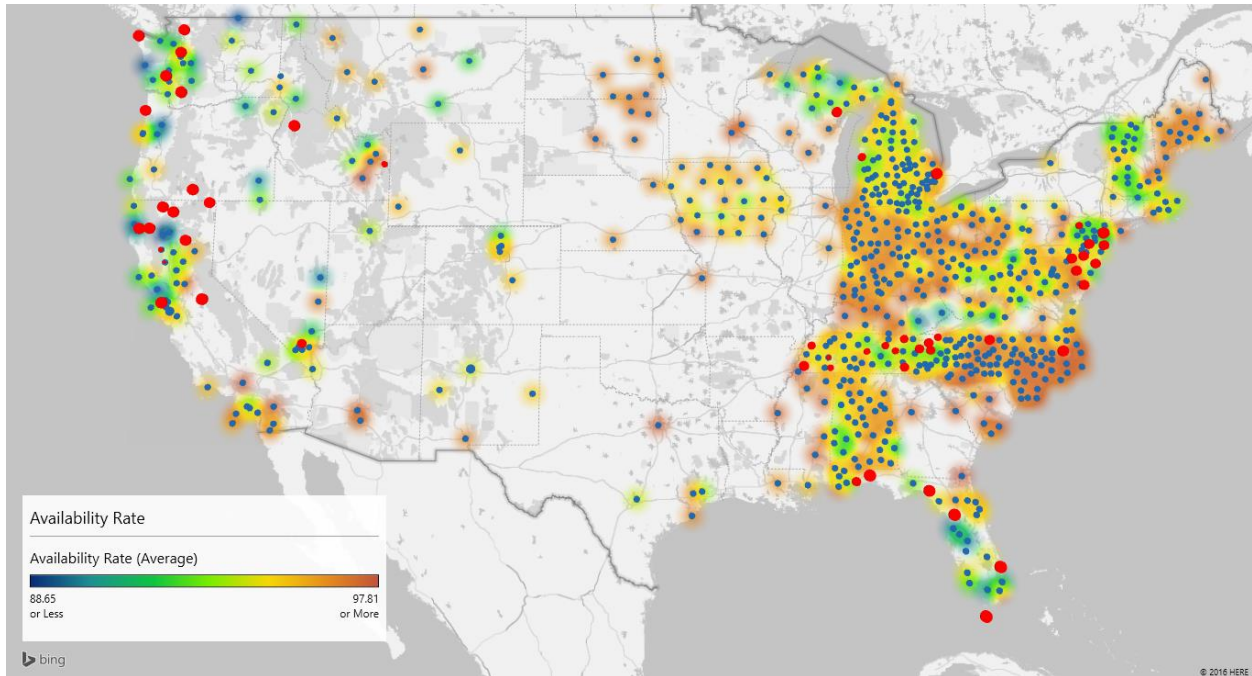 Availability Rate
Availability Rate (Average)
88.65 97.81
or Less or More
bing
© 2016 HERE